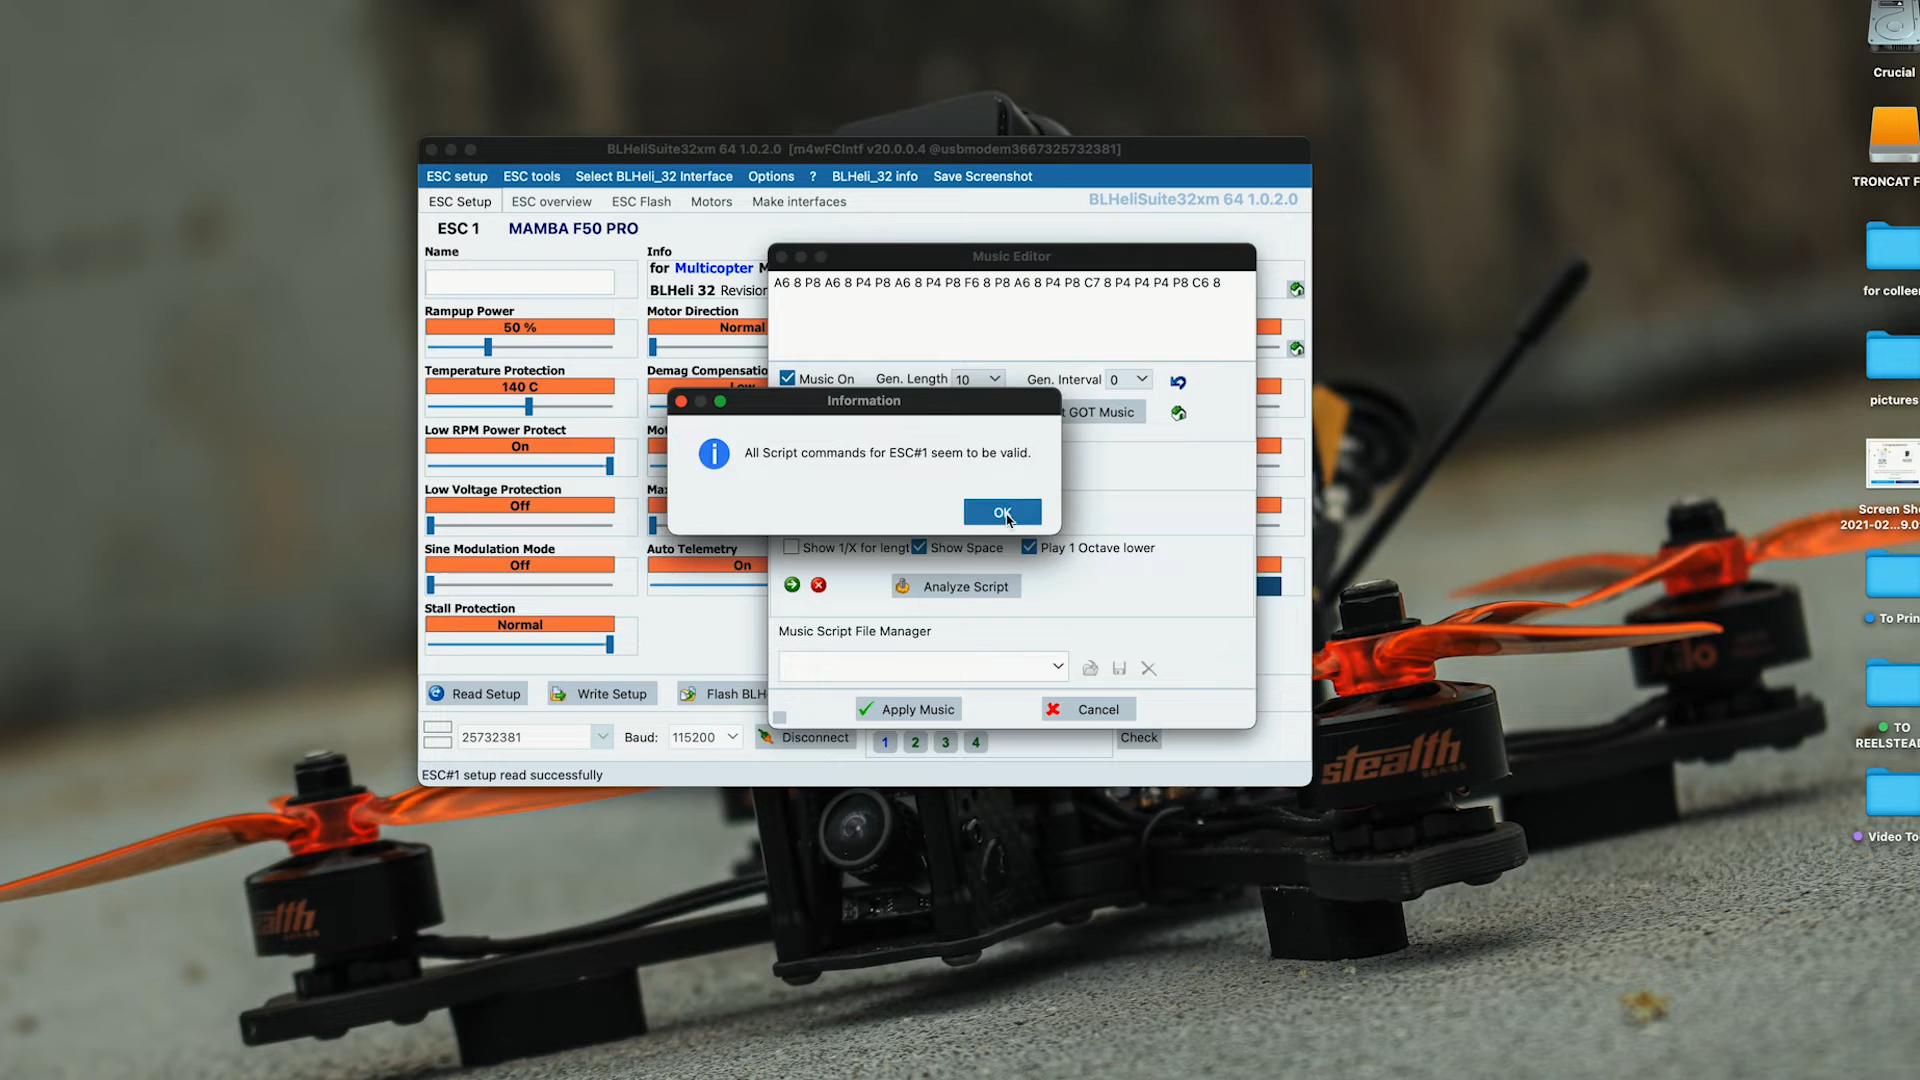 BLHeliSuite32xm 64 1.0.2.0 [m4wFCIntf v20.0.0.4 @usbmodem3667325732381]
ESC setup ESC tools Select BLHeli_32 Interface Options ? BLHeli_32 info Save Screenshot
ESC Setup ESC overview ESC Flash Motors Make interfaces BLHeliSuite32xm 64 1.0.2.0
ESC 1 MAMBA F50 PRO
Name Info
for Multicopter
BLHeli 32 Revision
Rampup Power Motor Direction
50 % Normal
Temperature Protection Demag Compensatio
140 C Low
Low RPM Power Protect Mot
On
Low Voltage Protection Max
Off
Sine Modulation Mode Auto Telemetry
Off On
Stall Protection
Normal
Read Setup Write Setup Flash BLH
25732381 Baud: 115200 Disconnect 1 2 3 4 Check
ESC#1 setup read successfully
Music Editor
A6 8 P8 A6 8 P4 P8 A6 8 P4 P8 F6 8 P8 A6 8 P4 P8 C7 8 P4 P4 P4 P8 C6 8
Music On Gen. Length 10 Gen. Interval 0
t GOT Music
Information
All Script commands for ESC#1 seem to be valid.
OK
Show 1/X for lengt Show Space Play 1 Octave lower
Analyze Script
Music Script File Manager
Apply Music Cancel
Crucial
TRONCAT F
for colleen
pictures
Screen Sho
2021-02...9.0
To Prin
TO
REELSTEAD
Video To
stealth
SERIES